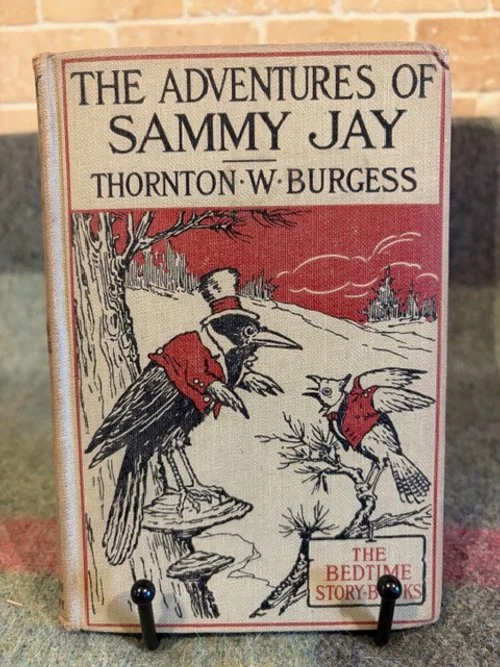 THE ADVENTURES OF
SAMMY JAY
THORNTON·W·BURGESS
THE
BEDTIME
STORY-BOOKS